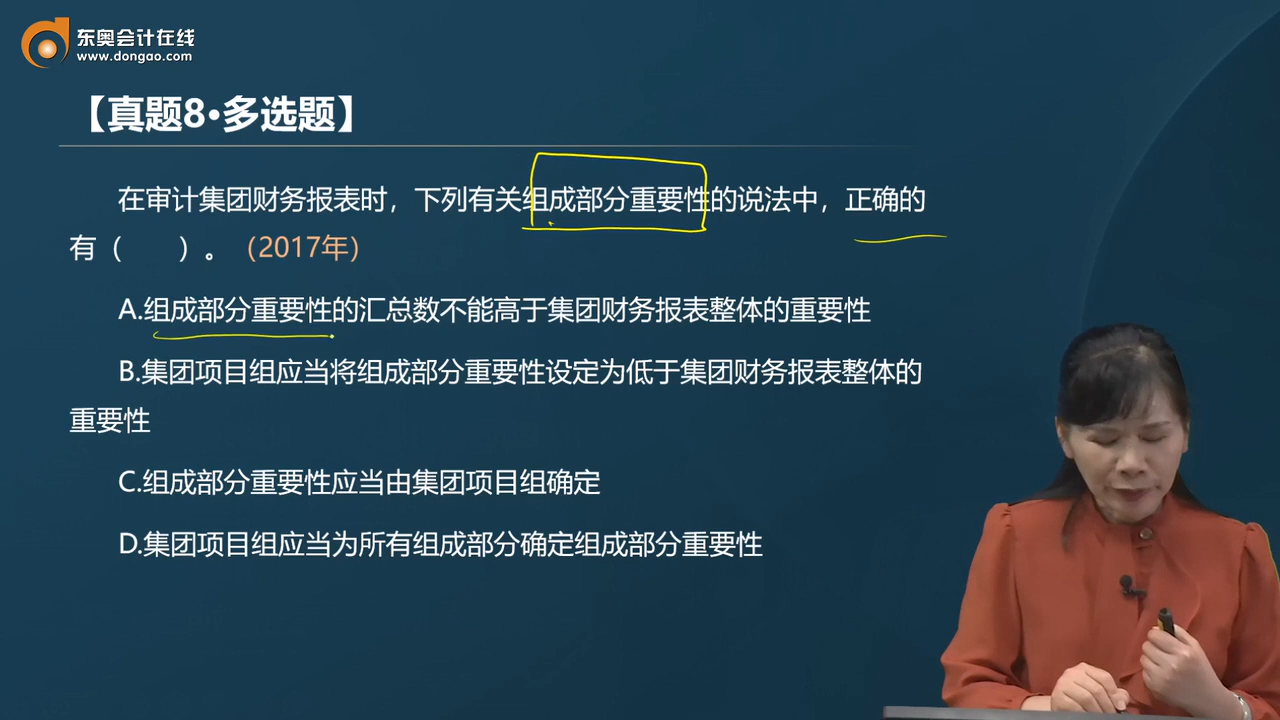 东奥会计在线
www.dongao.com
【真题8•多选题】
在审计集团财务报表时，下列有关组成部分重要性的说法中，正确的
有（　　）。（2017年）
A.组成部分重要性的汇总数不能高于集团财务报表整体的重要性
B.集团项目组应当将组成部分重要性设定为低于集团财务报表整体的
重要性
C.组成部分重要性应当由集团项目组确定
D.集团项目组应当为所有组成部分确定组成部分重要性